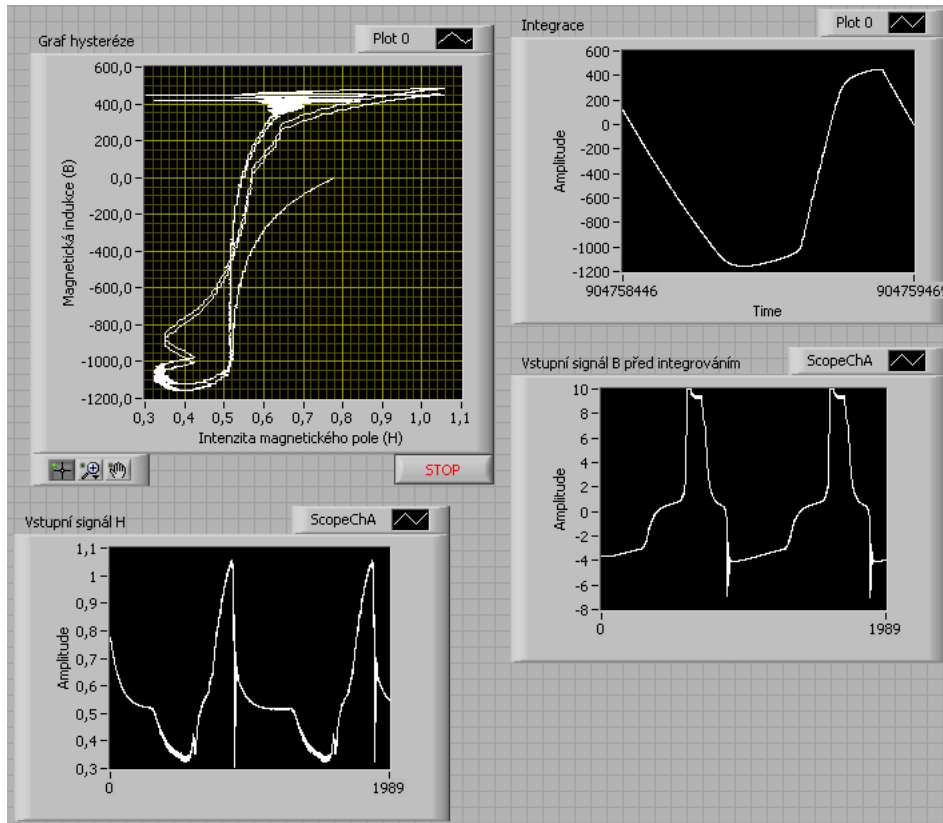 Graf hysteréze
Plot 0
Magnetická indukce (B)
600,0
400,0
200,0
0,0
-200,0
-400,0
-600,0
-800,0
-1000,0
-1200,0
0,3 0,4 0,5 0,6 0,7 0,8 0,9 1,0 1,1
Intenzita magnetického pole (H)
STOP
Integrace
Plot 0
Amplitude
600
400
200
0
-200
-400
-600
-800
-1000
-1200
904758446 904759469
Time
Vstupní signál B před integrováním
ScopeChA
Amplitude
10
8
6
4
2
0
-2
-4
-6
-8
0 1989
Vstupní signál H
ScopeChA
Amplitude
1,1
1
0,9
0,8
0,7
0,6
0,5
0,4
0,3
0 1989